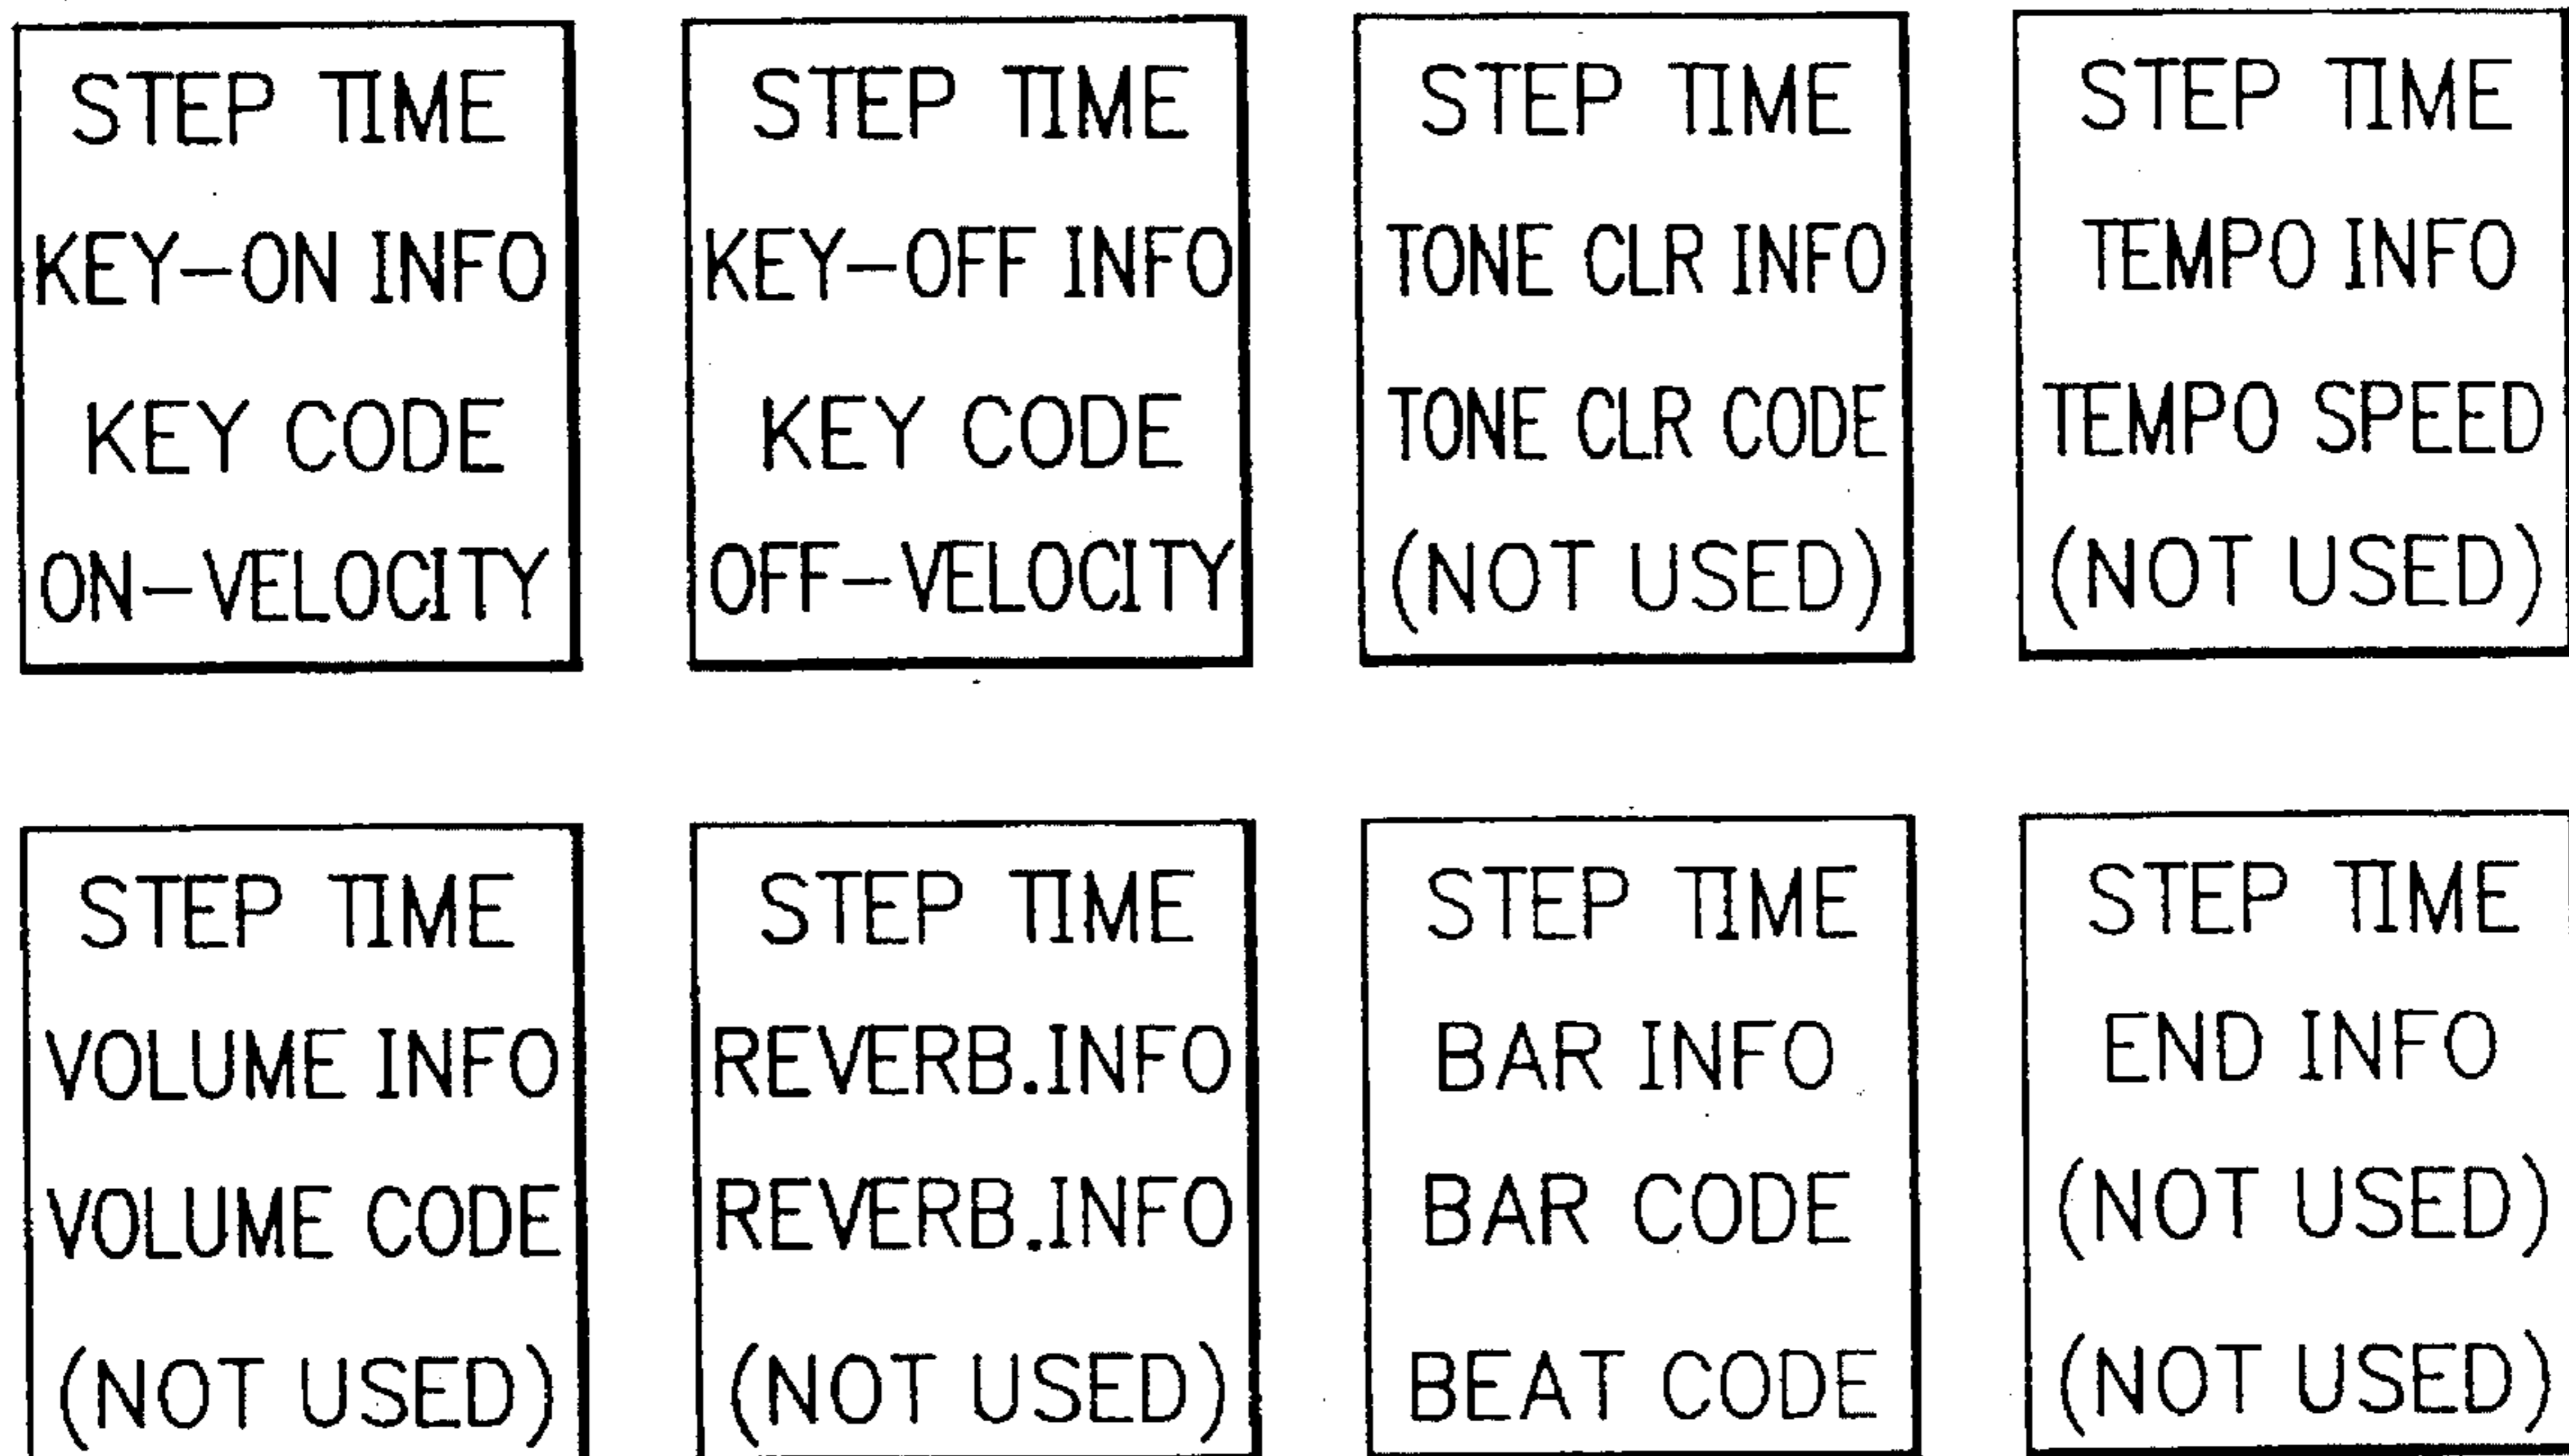 STEP TIME
KEY-ON INFO
KEY CODE
ON-VELOCITY
STEP TIME
KEY-OFF INFO
KEY CODE
OFF-VELOCITY
STEP TIME
TONE CLR INFO
TONE CLR CODE
(NOT USED)
STEP TIME
TEMPO INFO
TEMPO SPEED
(NOT USED)
STEP TIME
VOLUME INFO
VOLUME CODE
(NOT USED)
STEP TIME
REVERB.INFO
REVERB.INFO
(NOT USED)
STEP TIME
BAR INFO
BAR CODE
BEAT CODE
STEP TIME
END INFO
(NOT USED)
(NOT USED)